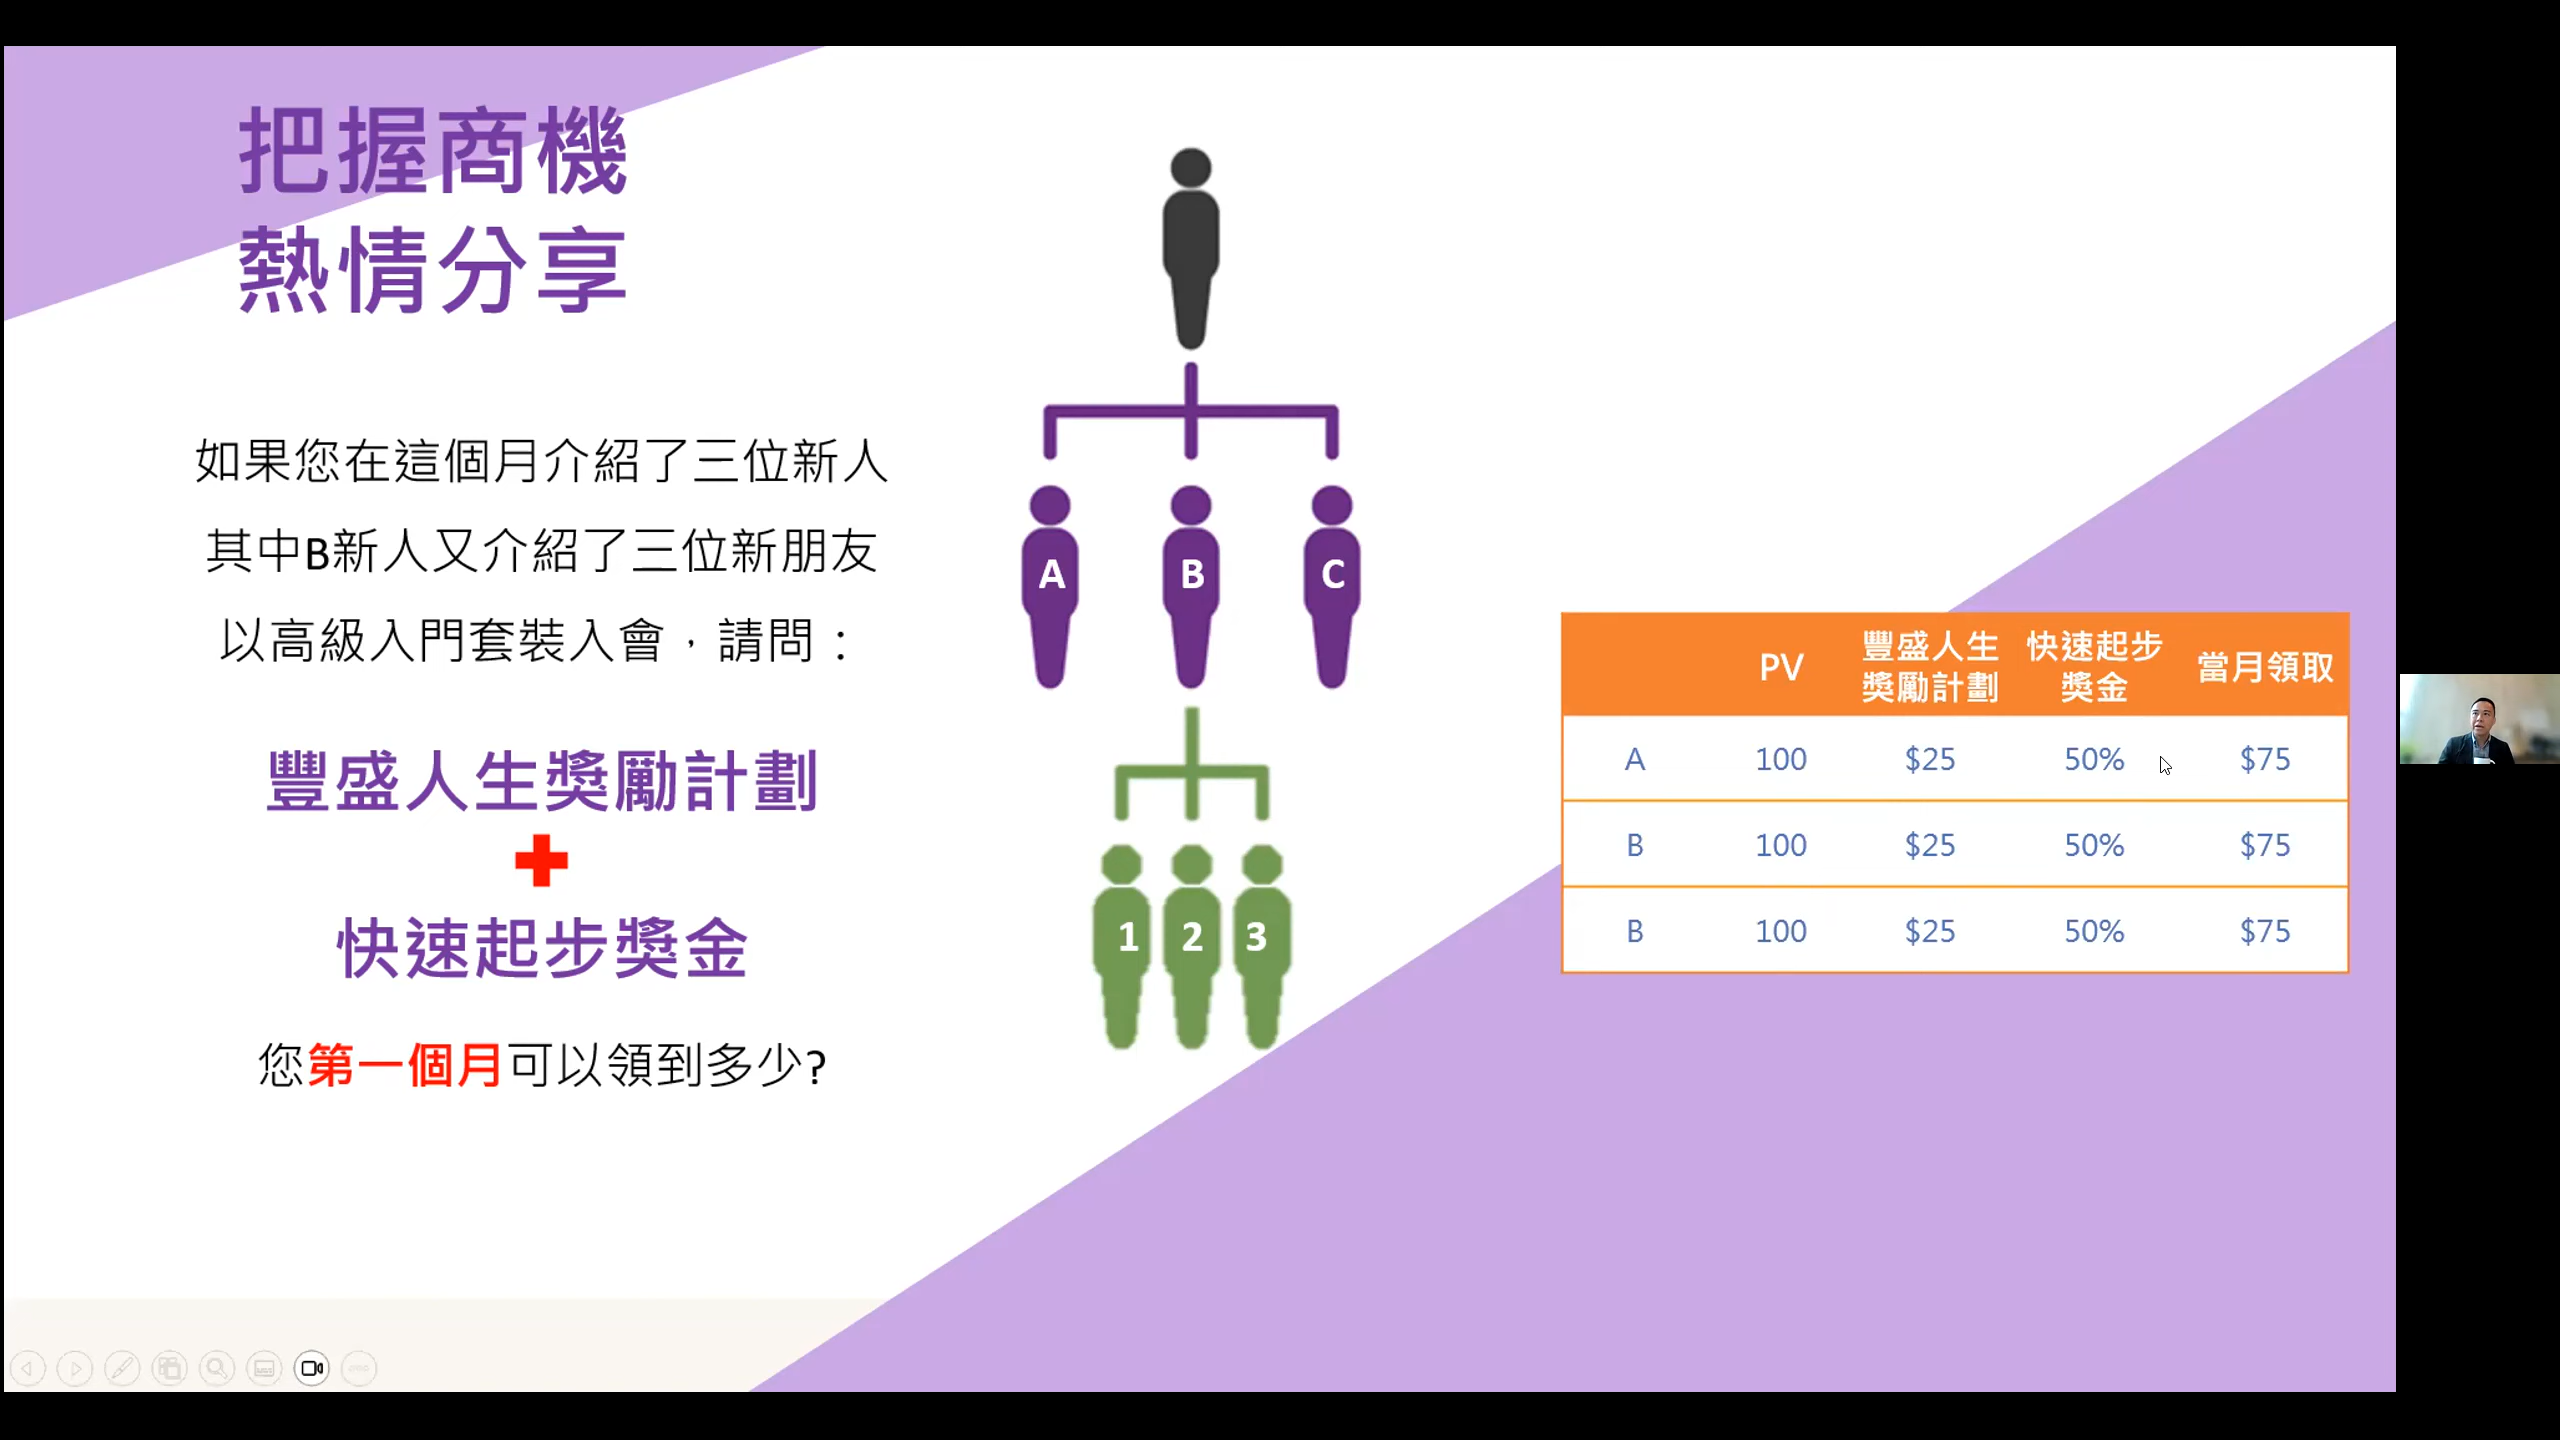 把握商機
熱情分享
如果您在這個月介紹了三位新人
其中B新人又介紹了三位新朋友
以高級入門套裝入會，請問：
豐盛人生獎勵計劃
快速起步獎金
您第一個月可以領到多少?
A B C
1 2 3
PV 豐盛人生獎勵計劃 快速起步獎金 當月領取
A 100 $25 50% $75
B 100 $25 50% $75
B 100 $25 50% $75